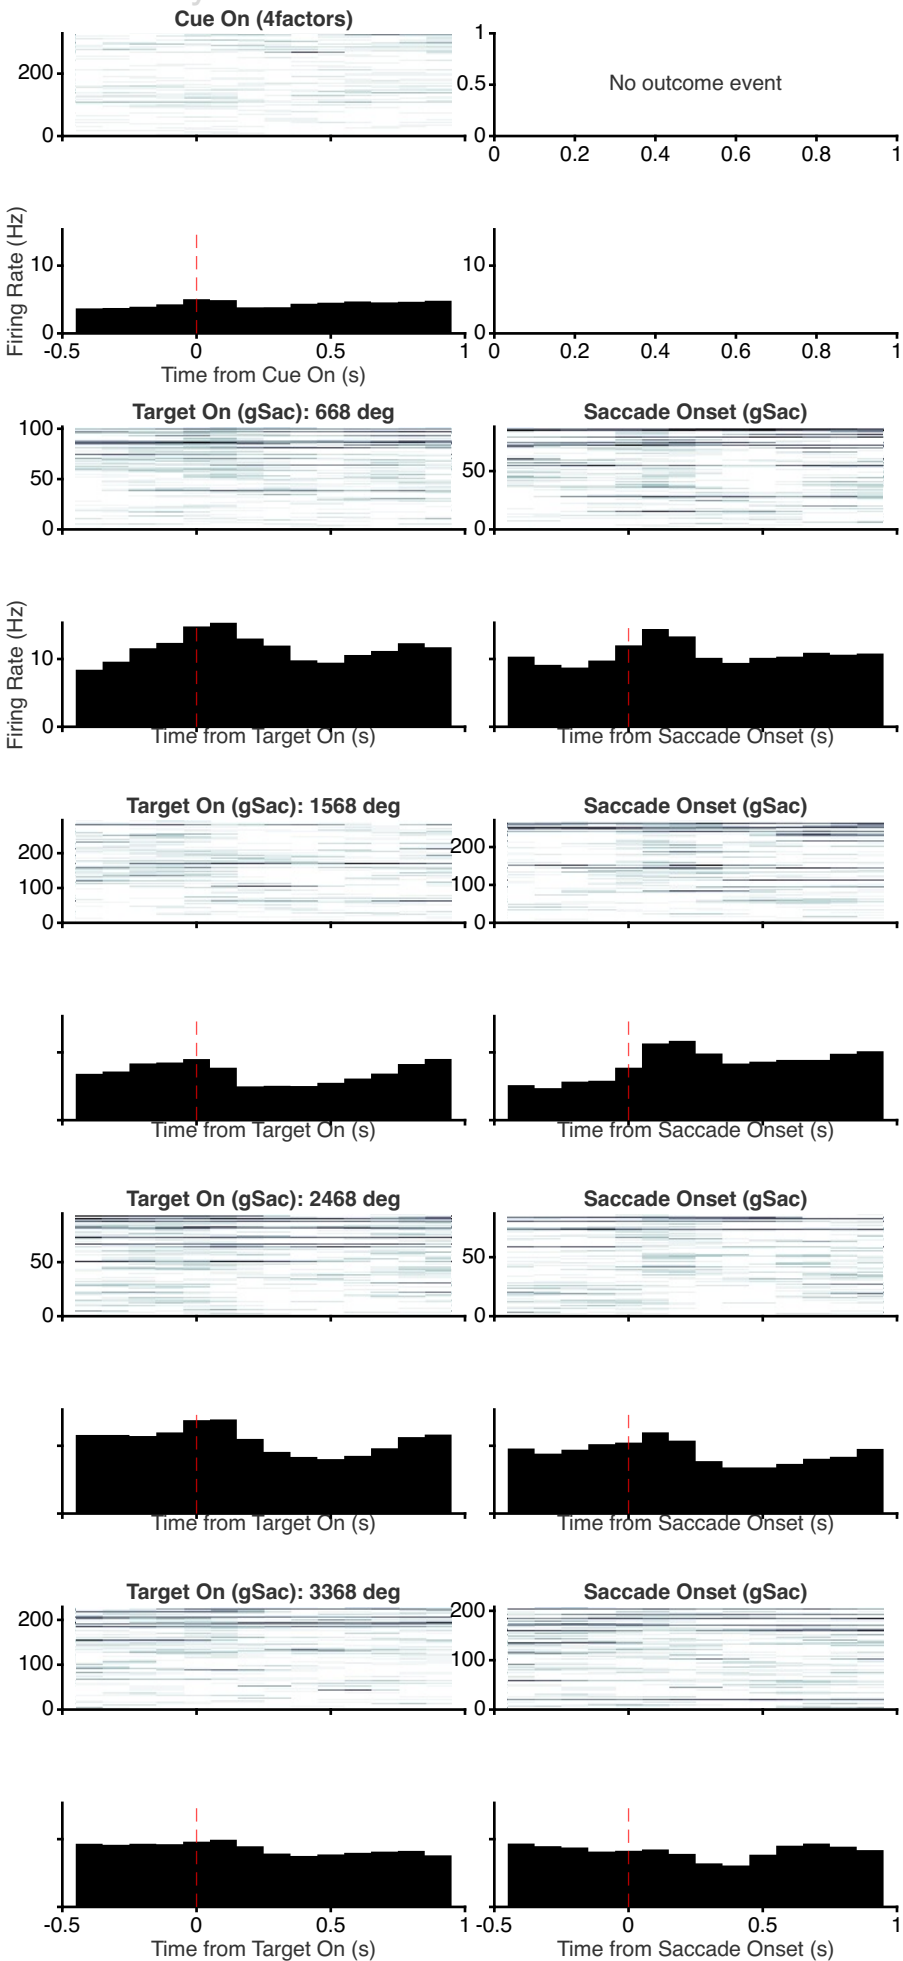 Cue On (4factors)
200
0
1
0.5
0
No outcome event
0 0.2 0.4 0.6 0.8 1
Firing Rate (Hz)
10
0
-0.5 0 0.5 1
Time from Cue On (s)
10
0
0 0.2 0.4 0.6 0.8 1
Target On (gSac): 668 deg
100
50
0
Saccade Onset (gSac)
50
0
Firing Rate (Hz)
10
0
Time from Target On (s)
Time from Saccade Onset (s)
Target On (gSac): 1568 deg
200
100
0
Saccade Onset (gSac)
200
100
0
Time from Target On (s)
Time from Saccade Onset (s)
Target On (gSac): 2468 deg
50
0
Saccade Onset (gSac)
50
0
Time from Target On (s)
Time from Saccade Onset (s)
Target On (gSac): 3368 deg
200
100
0
Saccade Onset (gSac)
200
100
0
-0.5 0 0.5 1
Time from Target On (s)
-0.5 0 0.5 1
Time from Saccade Onset (s)